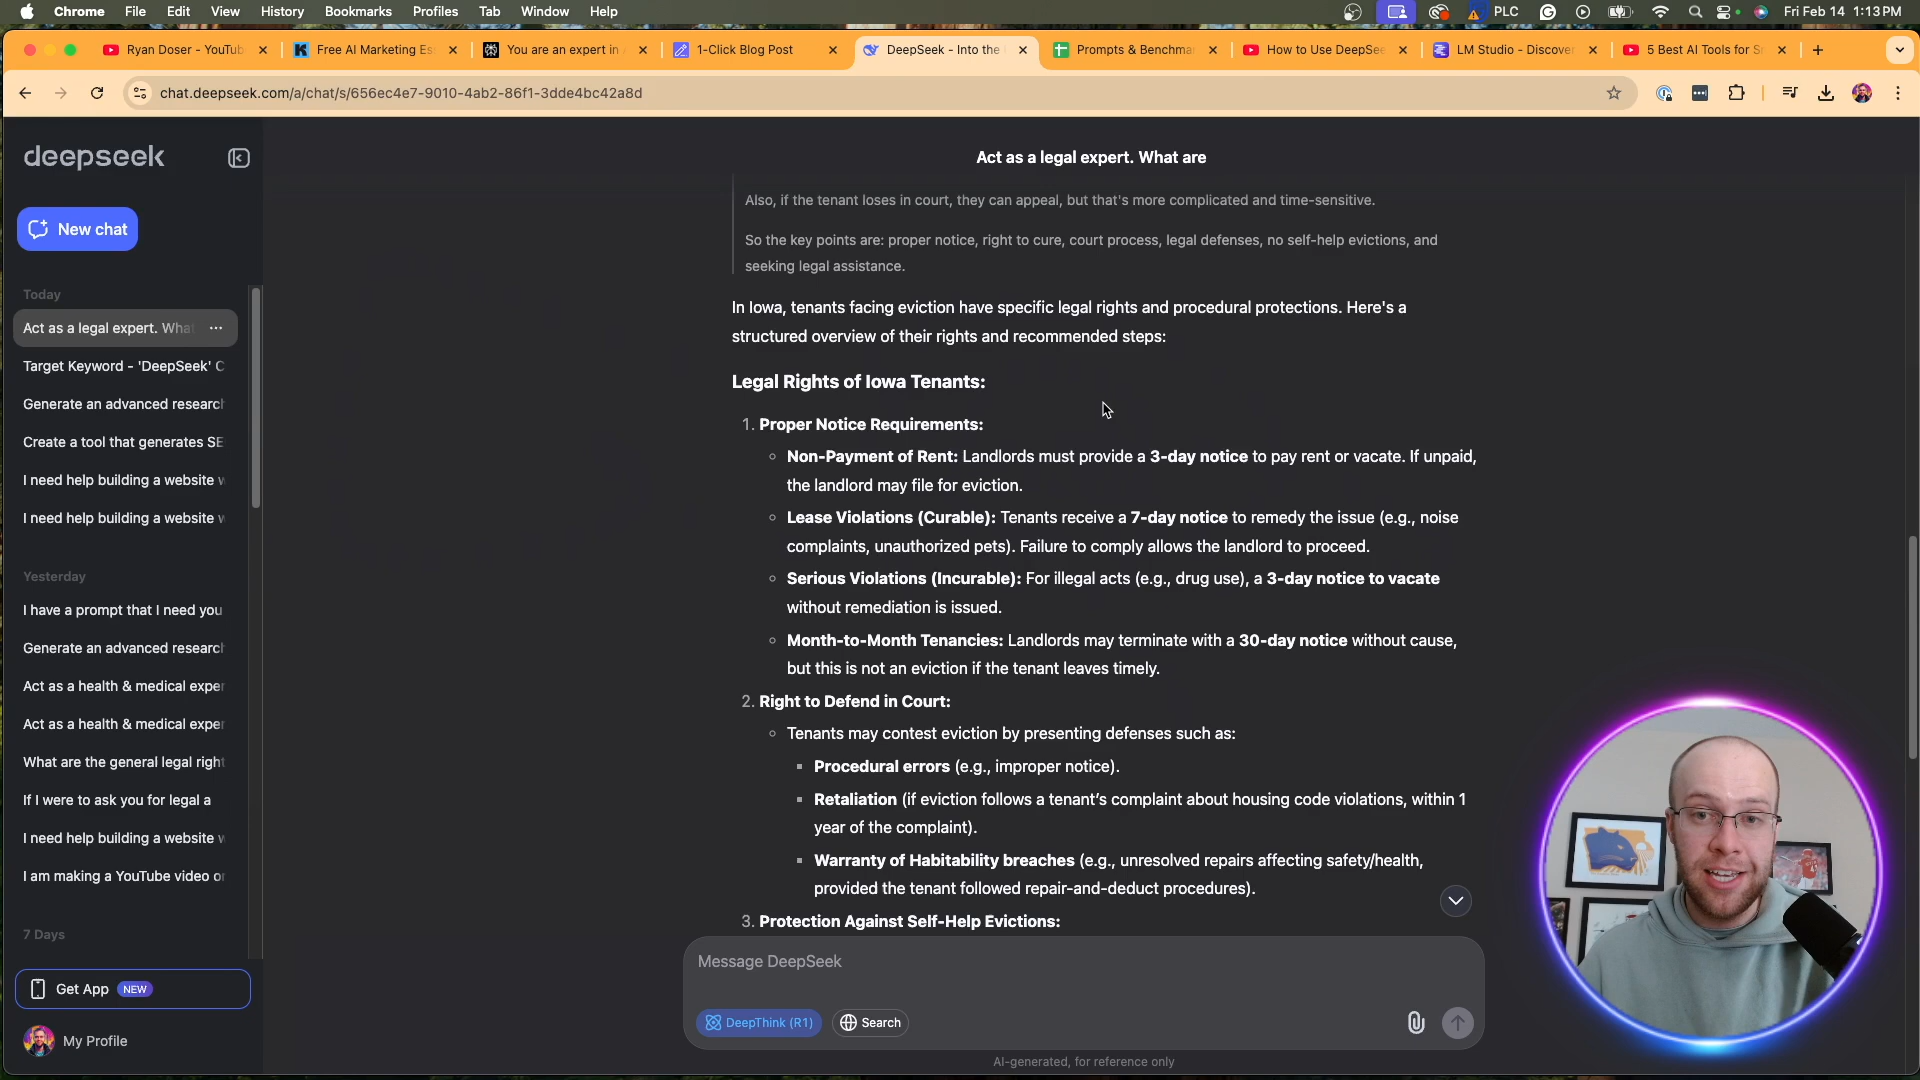 Chrome File Edit View History Bookmarks Profiles Tab Window Help PLC Fri Feb 14 1:13 PM
Ryan Doser - YouTub Free AI Marketing Es You are an expert in 1-Click Blog Post DeepSeek - Into the Prompts & Benchma How to Use DeepSee LM Studio - Discover 5 Best AI Tools for S
chat.deepseek.com/a/chat/s/656ec4e7-9010-4ab2-86f1-3dde4bc42a8d
deepseek
New chat
Today
Act as a legal expert. What
Target Keyword - 'DeepSeek' C
Generate an advanced research
Create a tool that generates SE
I need help building a website w
I need help building a website w
Yesterday
I have a prompt that I need you
Generate an advanced research
Act as a health & medical exper
Act as a health & medical exper
What are the general legal right
If I were to ask you for legal a
I need help building a website w
I am making a YouTube video on
7 Days
Get App NEW
My Profile
Act as a legal expert. What are
Also, if the tenant loses in court, they can appeal, but that's more complicated and time-sensitive.
So the key points are: proper notice, right to cure, court process, legal defenses, no self-help evictions, and
seeking legal assistance.
In Iowa, tenants facing eviction have specific legal rights and procedural protections. Here's a
structured overview of their rights and recommended steps:
Legal Rights of Iowa Tenants:
1. Proper Notice Requirements:
Non-Payment of Rent: Landlords must provide a 3-day notice to pay rent or vacate. If unpaid,
the landlord may file for eviction.
Lease Violations (Curable): Tenants receive a 7-day notice to remedy the issue (e.g., noise
complaints, unauthorized pets). Failure to comply allows the landlord to proceed.
Serious Violations (Incurable): For illegal acts (e.g., drug use), a 3-day notice to vacate
without remediation is issued.
Month-to-Month Tenancies: Landlords may terminate with a 30-day notice without cause,
but this is not an eviction if the tenant leaves timely.
2. Right to Defend in Court:
Tenants may contest eviction by presenting defenses such as:
Procedural errors (e.g., improper notice).
Retaliation (if eviction follows a tenant's complaint about housing code violations, within 1
year of the complaint).
Warranty of Habitability breaches (e.g., unresolved repairs affecting safety/health,
provided the tenant followed repair-and-deduct procedures).
3. Protection Against Self-Help Evictions:
Message DeepSeek
DeepThink (R1) Search
AI-generated, for reference only